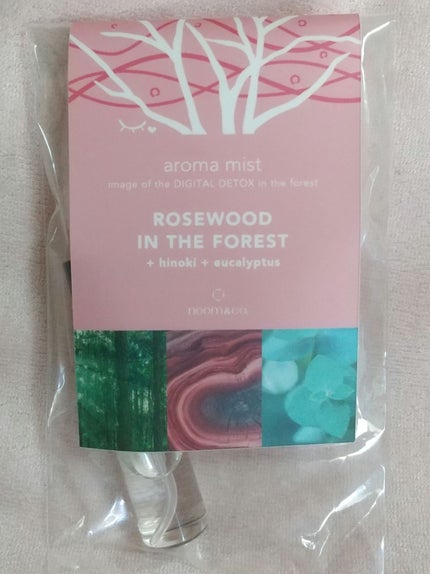 aroma mist
image of the DIGITAL DETOX in the forest
ROSEWOOD
IN THE FOREST
+ hinoki + eucalyptus
noom&co.